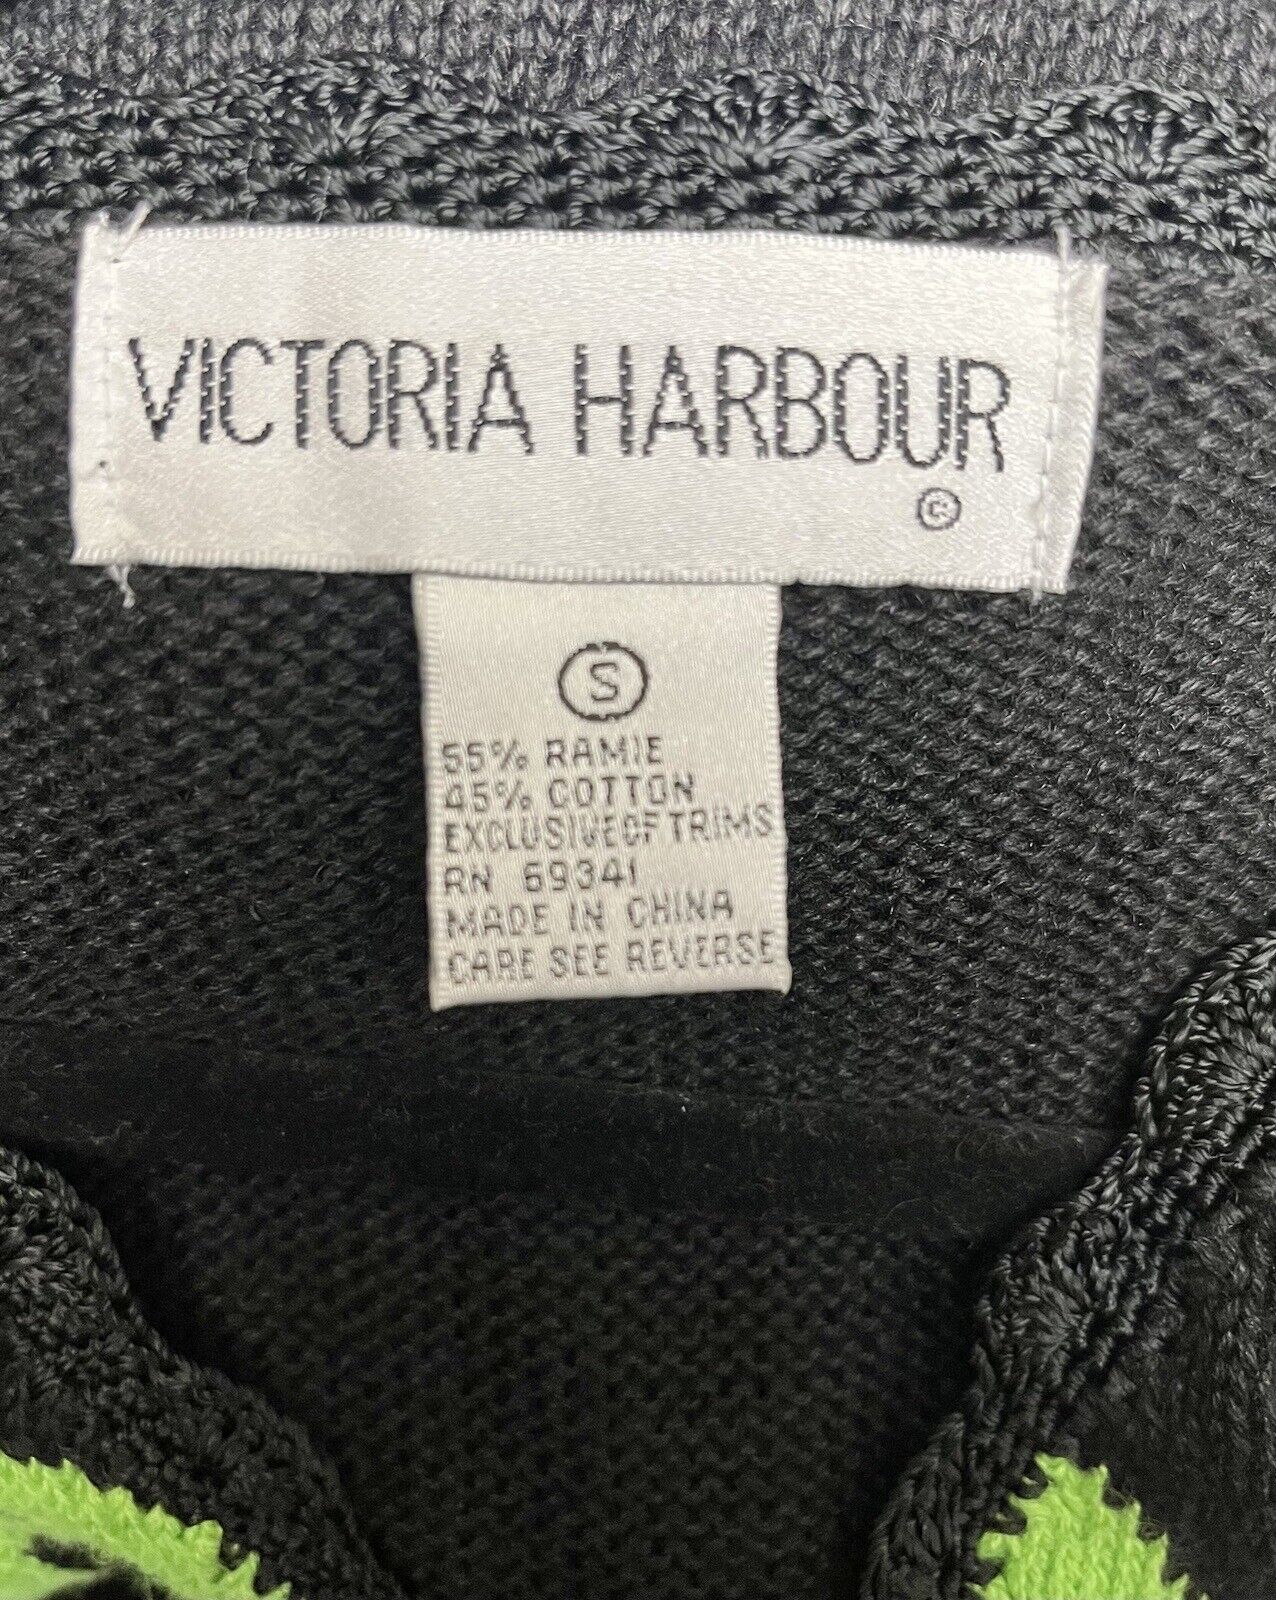 VICTORIA HARBOUR
©
S
55% RAMIE
45% COTTON
EXCLUSIVE OF TRIMS
RN 69341
MADE IN CHINA
CARE SEE REVERSE